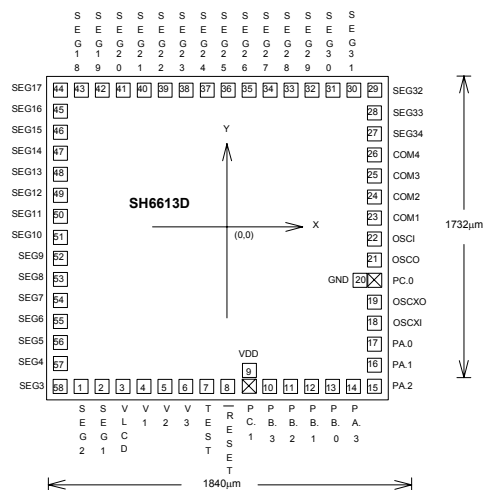 SEG18 SEG19 SEG20 SEG21 SEG22 SEG23 SEG24 SEG25 SEG26 SEG27 SEG28 SEG29 SEG30 SEG31
SEG17 44 43 42 41 40 39 38 37 36 35 34 33 32 31 30 29 SEG32
SEG16 45 28 SEG33
SEG15 46 27 SEG34
SEG14 47 26 COM4
SEG13 48 25 COM3
SEG12 49 24 COM2
SEG11 50 23 COM1
SEG10 51 22 OSCI
SEG9 52 21 OSCO
SEG8 53 GND 20 PC.0
SEG7 54 19 OSCXO
SEG6 55 18 OSCXI
SEG5 56 17 PA.0
SEG4 57 16 PA.1
SEG3 58 1 2 3 4 5 6 7 8 10 11 12 13 14 15 PA.2
VDD
9
Y
SH6613D
X
(0,0)
1732μm
SEG2 SEG1 VLCD V1 V2 V3 TEST RESET PC.1 PB.3 PB.2 PB.1 PB.0 PA.3
1840μm